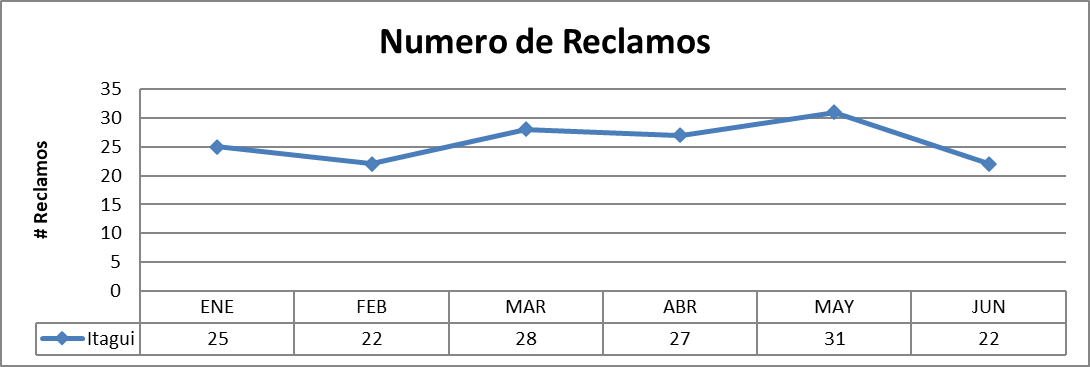 Numero de Reclamos
# Reclamos
35
30
25
20
15
10
5
0
ENE FEB MAR ABR MAY JUN
Itagui 25 22 28 27 31 22